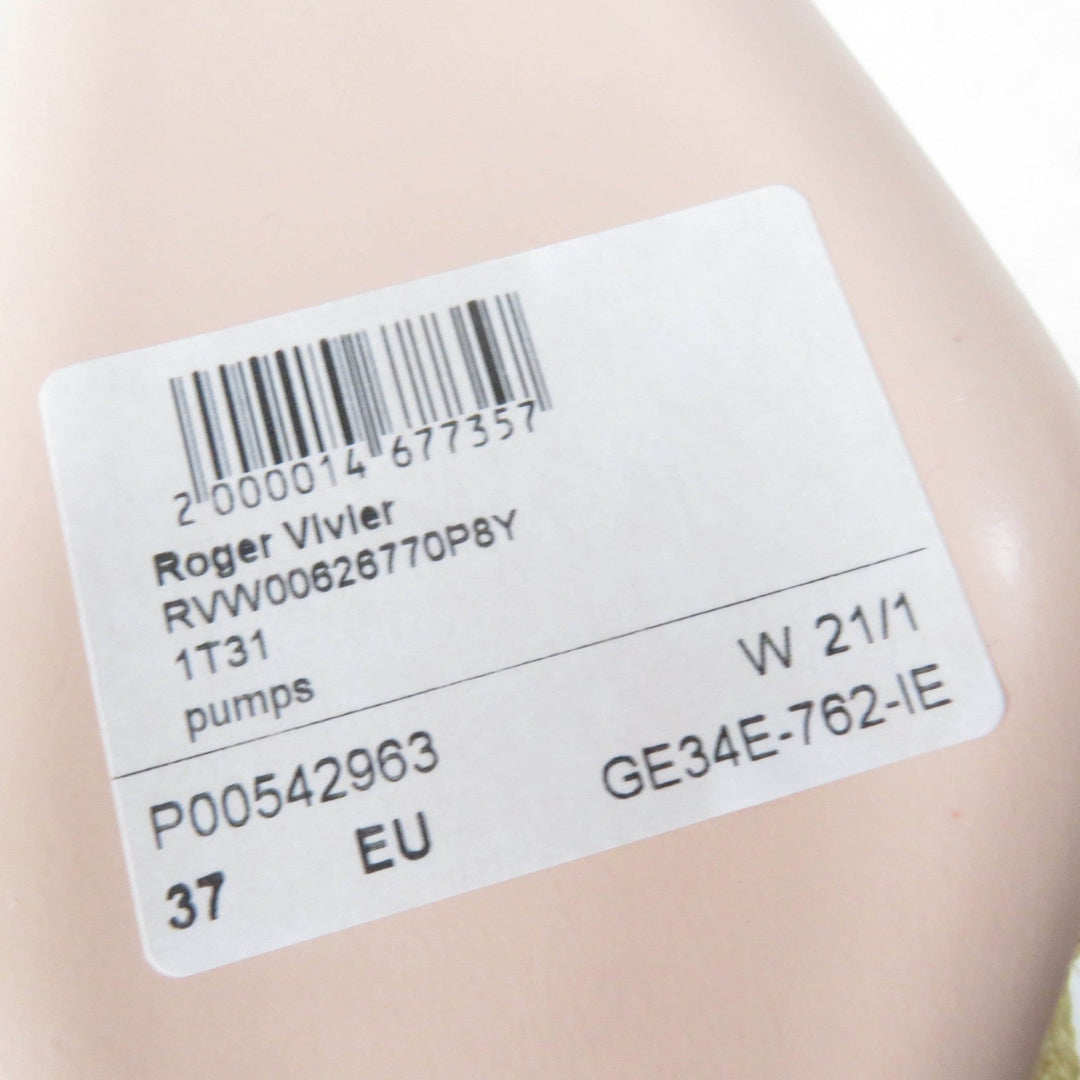 2 000014 677357
Roger Vivier
RVW00626770P8Y
1T31
pumps
W 21/1
P00542963 GE34E-762-IE
37 EU